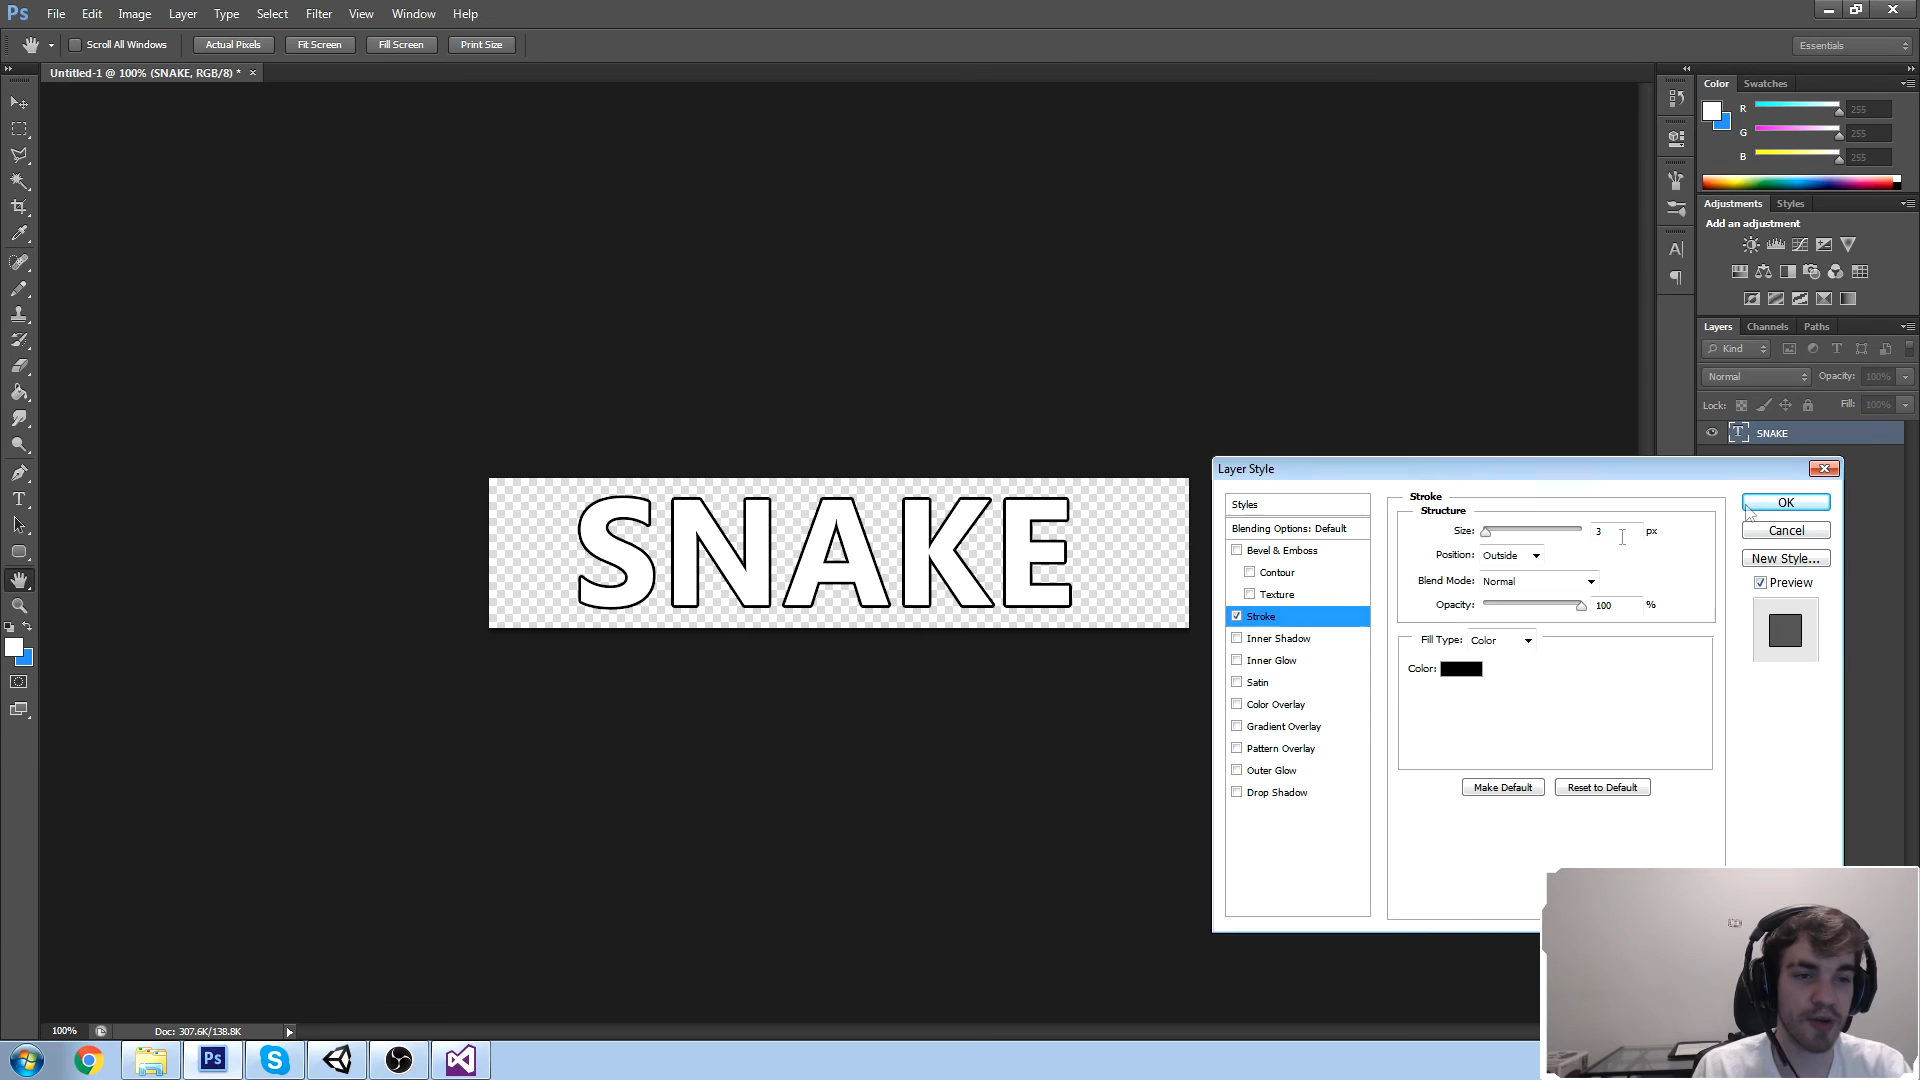 Ps File Edit Image Layer Type Select Filter View Window Help
Scroll All Windows Actual Pixels Fit Screen Fill Screen Print Size Essentials
Untitled-1 @ 100% (SNAKE, RGB/8) * ×
Color Swatches
R 255
G 255
B 255
Adjustments Styles
Add an adjustment
Layers Channels Paths
Kind
Normal Opacity: 100%
Lock: Fill: 100%
T SNAKE
SNAKE
Layer Style
Styles
Blending Options: Default
Bevel & Emboss
Contour
Texture
Stroke
Inner Shadow
Inner Glow
Satin
Color Overlay
Gradient Overlay
Pattern Overlay
Outer Glow
Drop Shadow
Stroke
Structure
Size: 3 px
Position: Outside
Blend Mode: Normal
Opacity: 100 %
Fill Type: Color
Color:
Make Default Reset to Default
OK
Cancel
New Style...
Preview
100% Doc: 307.6K/138.8K
Ps